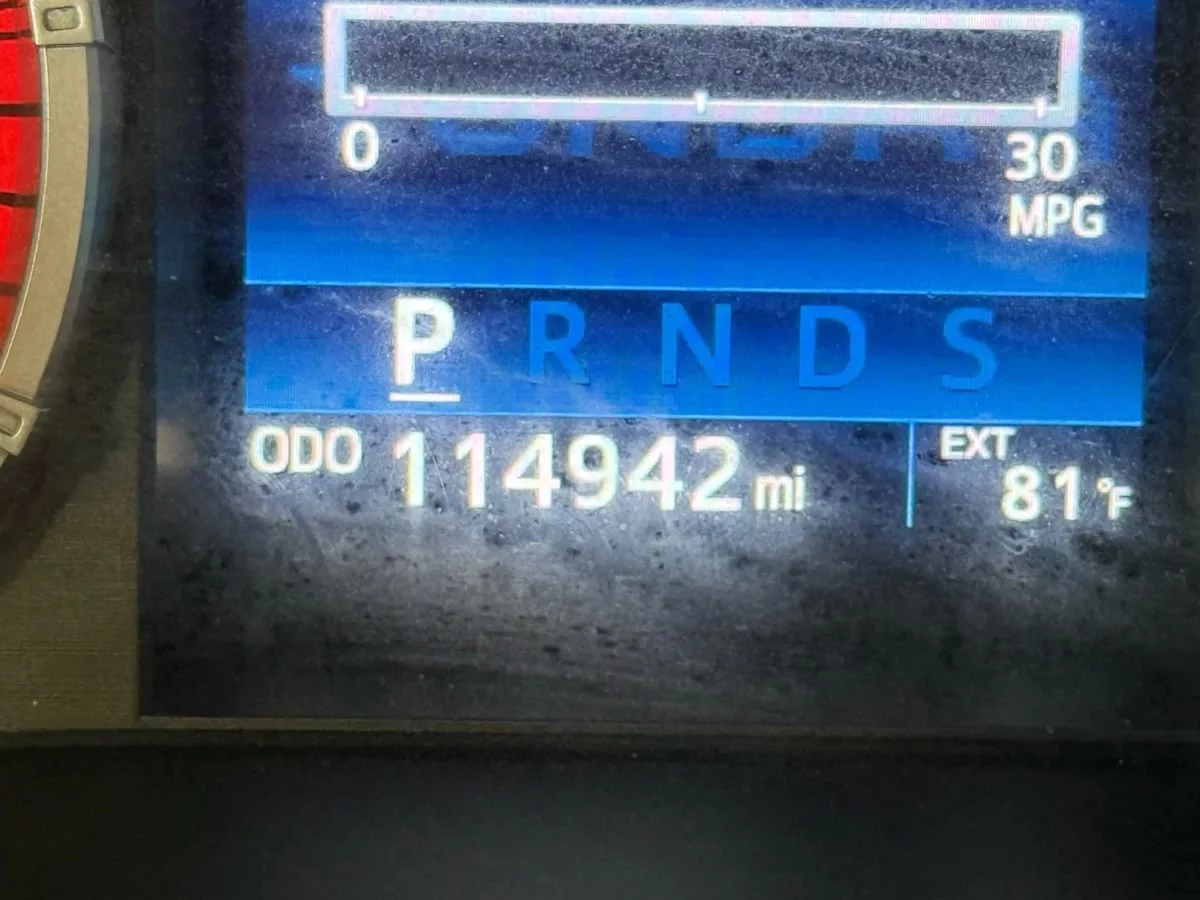 0 30
MPG
P R N D S
ODO 114942 mi EXT 81°F